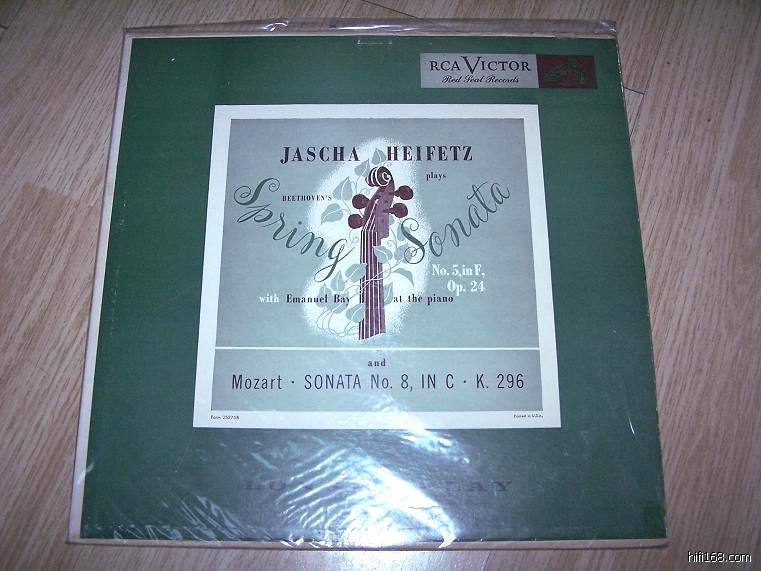 RCA VICTOR
Red Seal Records
JASCHA HEIFETZ
plays
BEETHOVEN'S
Spring Sonata
No. 5, in F,
Op. 24
with Emanuel Bay at the piano
and
Mozart · SONATA No. 8, IN C · K. 296
Printed in U.S.A.
hifi168.com